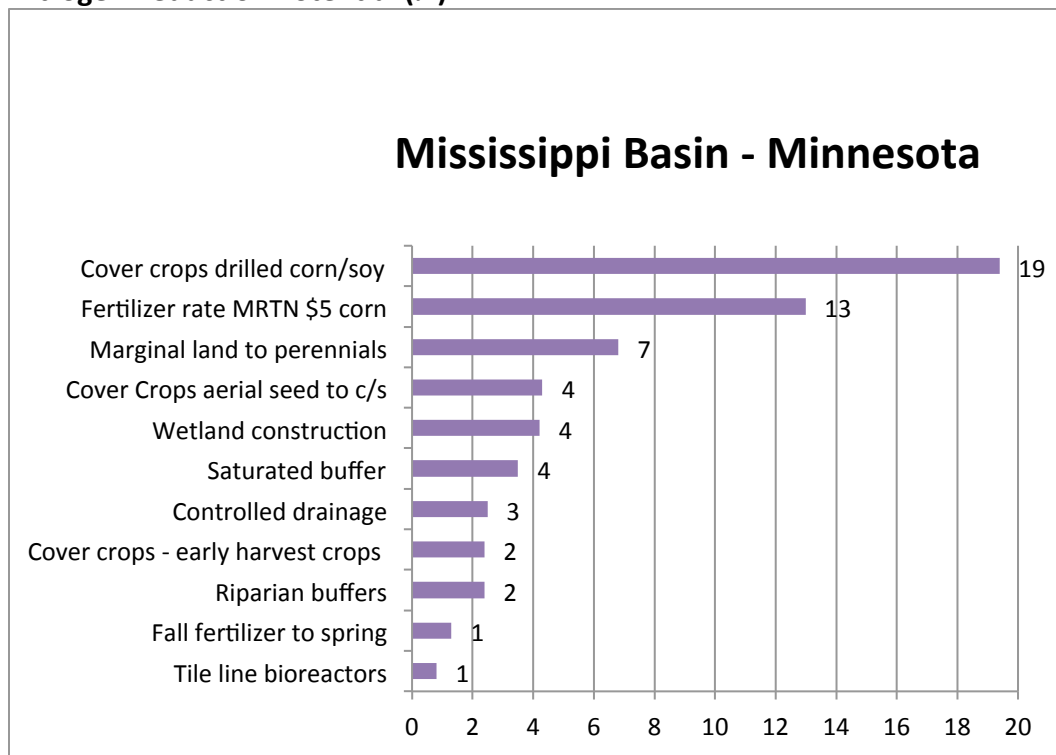 Mississippi Basin - Minnesota
Cover crops drilled corn/soy 19
Fertilizer rate MRTN $5 corn 13
Marginal land to perennials 7
Cover Crops aerial seed to c/s 4
Wetland construction 4
Saturated buffer 4
Controlled drainage 3
Cover crops - early harvest crops 2
Riparian buffers 2
Fall fertilizer to spring 1
Tile line bioreactors 1
0 2 4 6 8 10 12 14 16 18 20